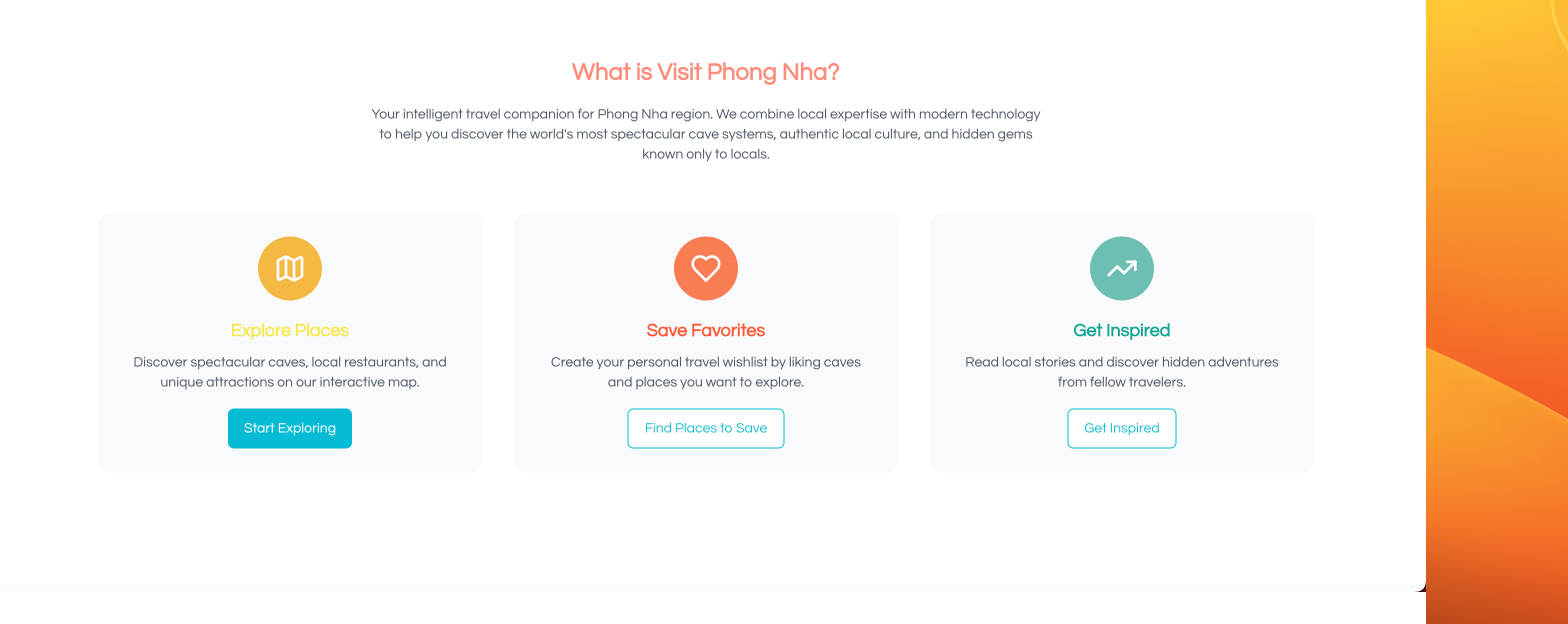 What is Visit Phong Nha?
Your intelligent travel companion for Phong Nha region. We combine local expertise with modern technology
to help you discover the world's most spectacular cave systems, authentic local culture, and hidden gems
known only to locals.
Explore Places
Discover spectacular caves, local restaurants, and
unique attractions on our interactive map.
Start Exploring
Save Favorites
Create your personal travel wishlist by liking caves
and places you want to explore.
Find Places to Save
Get Inspired
Read local stories and discover hidden adventures
from fellow travelers.
Get Inspired